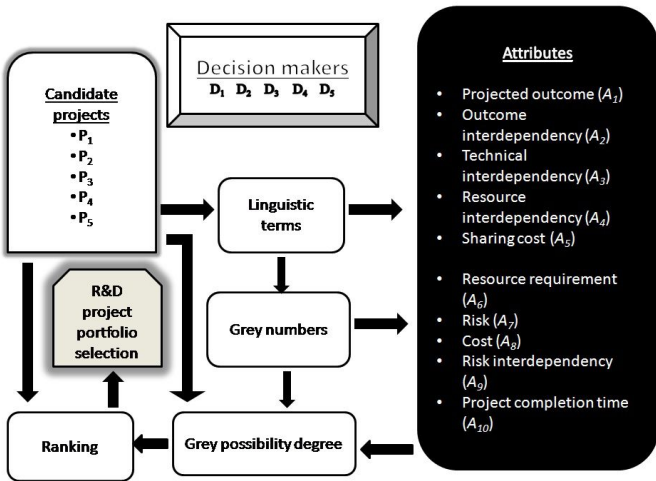 Candidate
projects
• P1
• P2
• P3
• P4
• P5
Decision makers
D1 D2 D3 D4 D5
Linguistic
terms
Grey numbers
R&D
project
portfolio
selection
Ranking
Grey possibility degree
Attributes
• Projected outcome (A1)
• Outcome
interdependency (A2)
• Technical
interdependency (A3)
• Resource
interdependency (A4)
• Sharing cost (A5)
• Resource requirement
(A6)
• Risk (A7)
• Cost (A8)
• Risk interdependency
(A9)
• Project completion time
(A10)